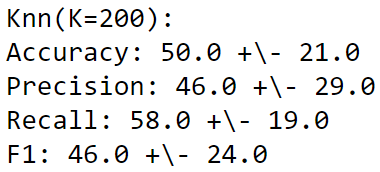 Knn(K=200):
Accuracy: 50.0 +\- 21.0
Precision: 46.0 +\- 29.0
Recall: 58.0 +\- 19.0
F1: 46.0 +\- 24.0